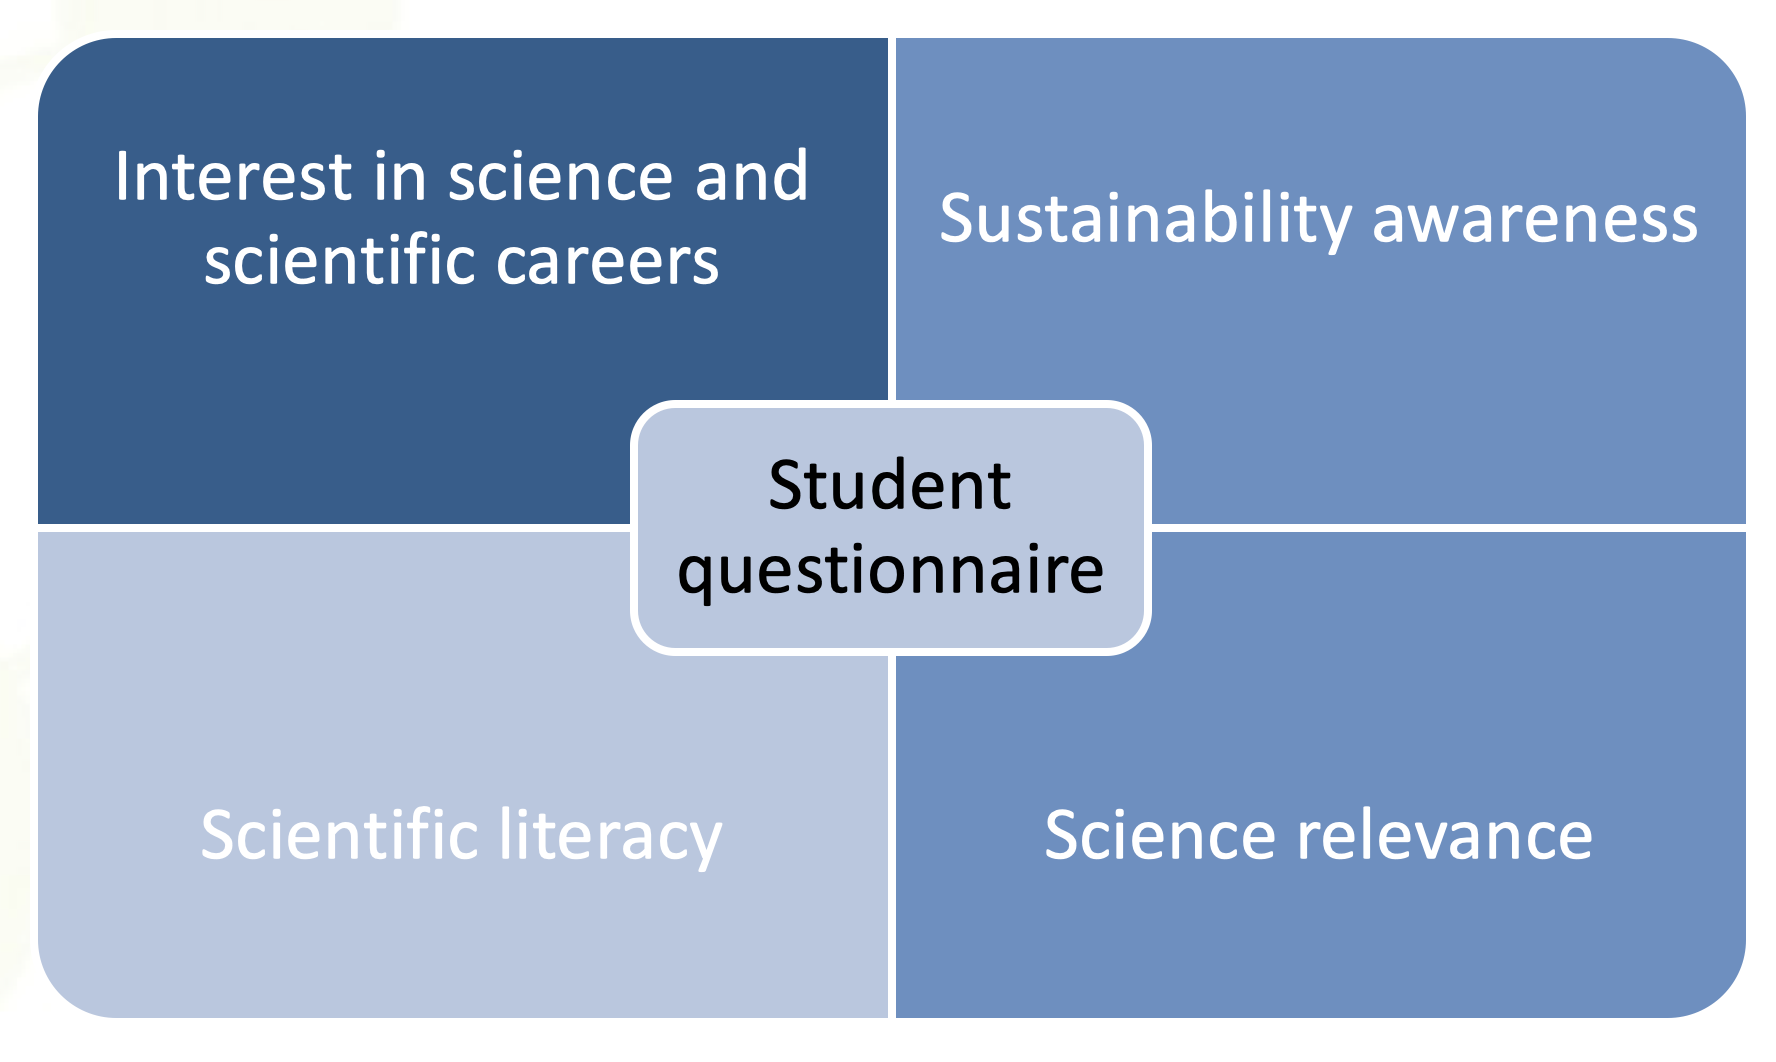 Interest in science and
scientific careers
Sustainability awareness
Student
questionnaire
Scientific literacy
Science relevance